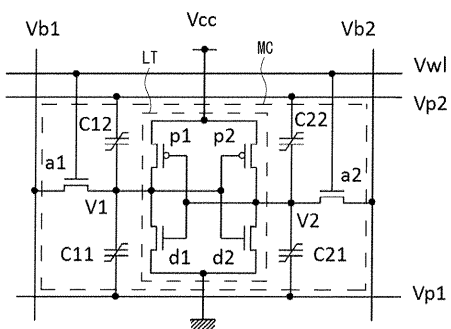 Vb1 Vcc Vb2
LT MC
Vwl
Vp2
C12 p1 p2 C22
a1 a2
V1 V2
C11 d1 d2 C21
Vp1